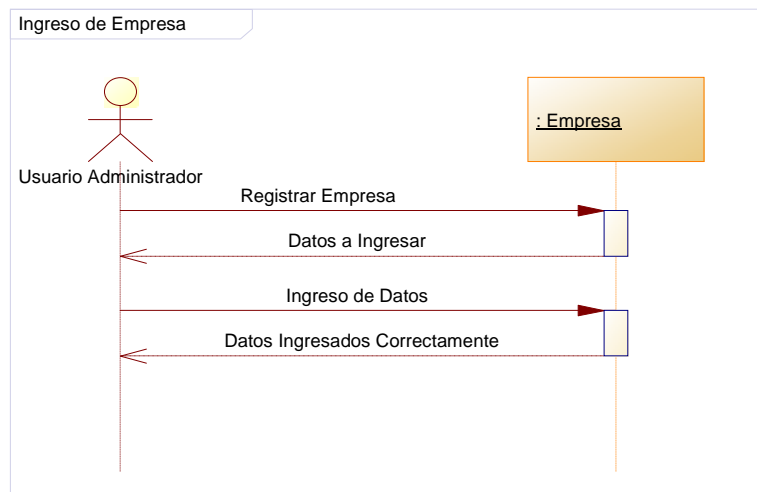 Ingreso de Empresa
: Empresa
Usuario Administrador
Registrar Empresa
Datos a Ingresar
Ingreso de Datos
Datos Ingresados Correctamente